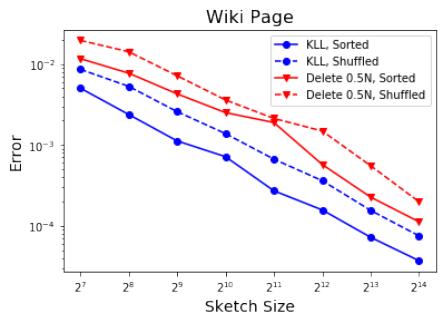 Wiki Page
KLL, Sorted
KLL, Shuffled
Delete 0.5N, Sorted
Delete 0.5N, Shuffled
Error
10⁻²
10⁻³
10⁻⁴
2⁷ 2⁸ 2⁹ 2¹⁰ 2¹¹ 2¹² 2¹³ 2¹⁴
Sketch Size